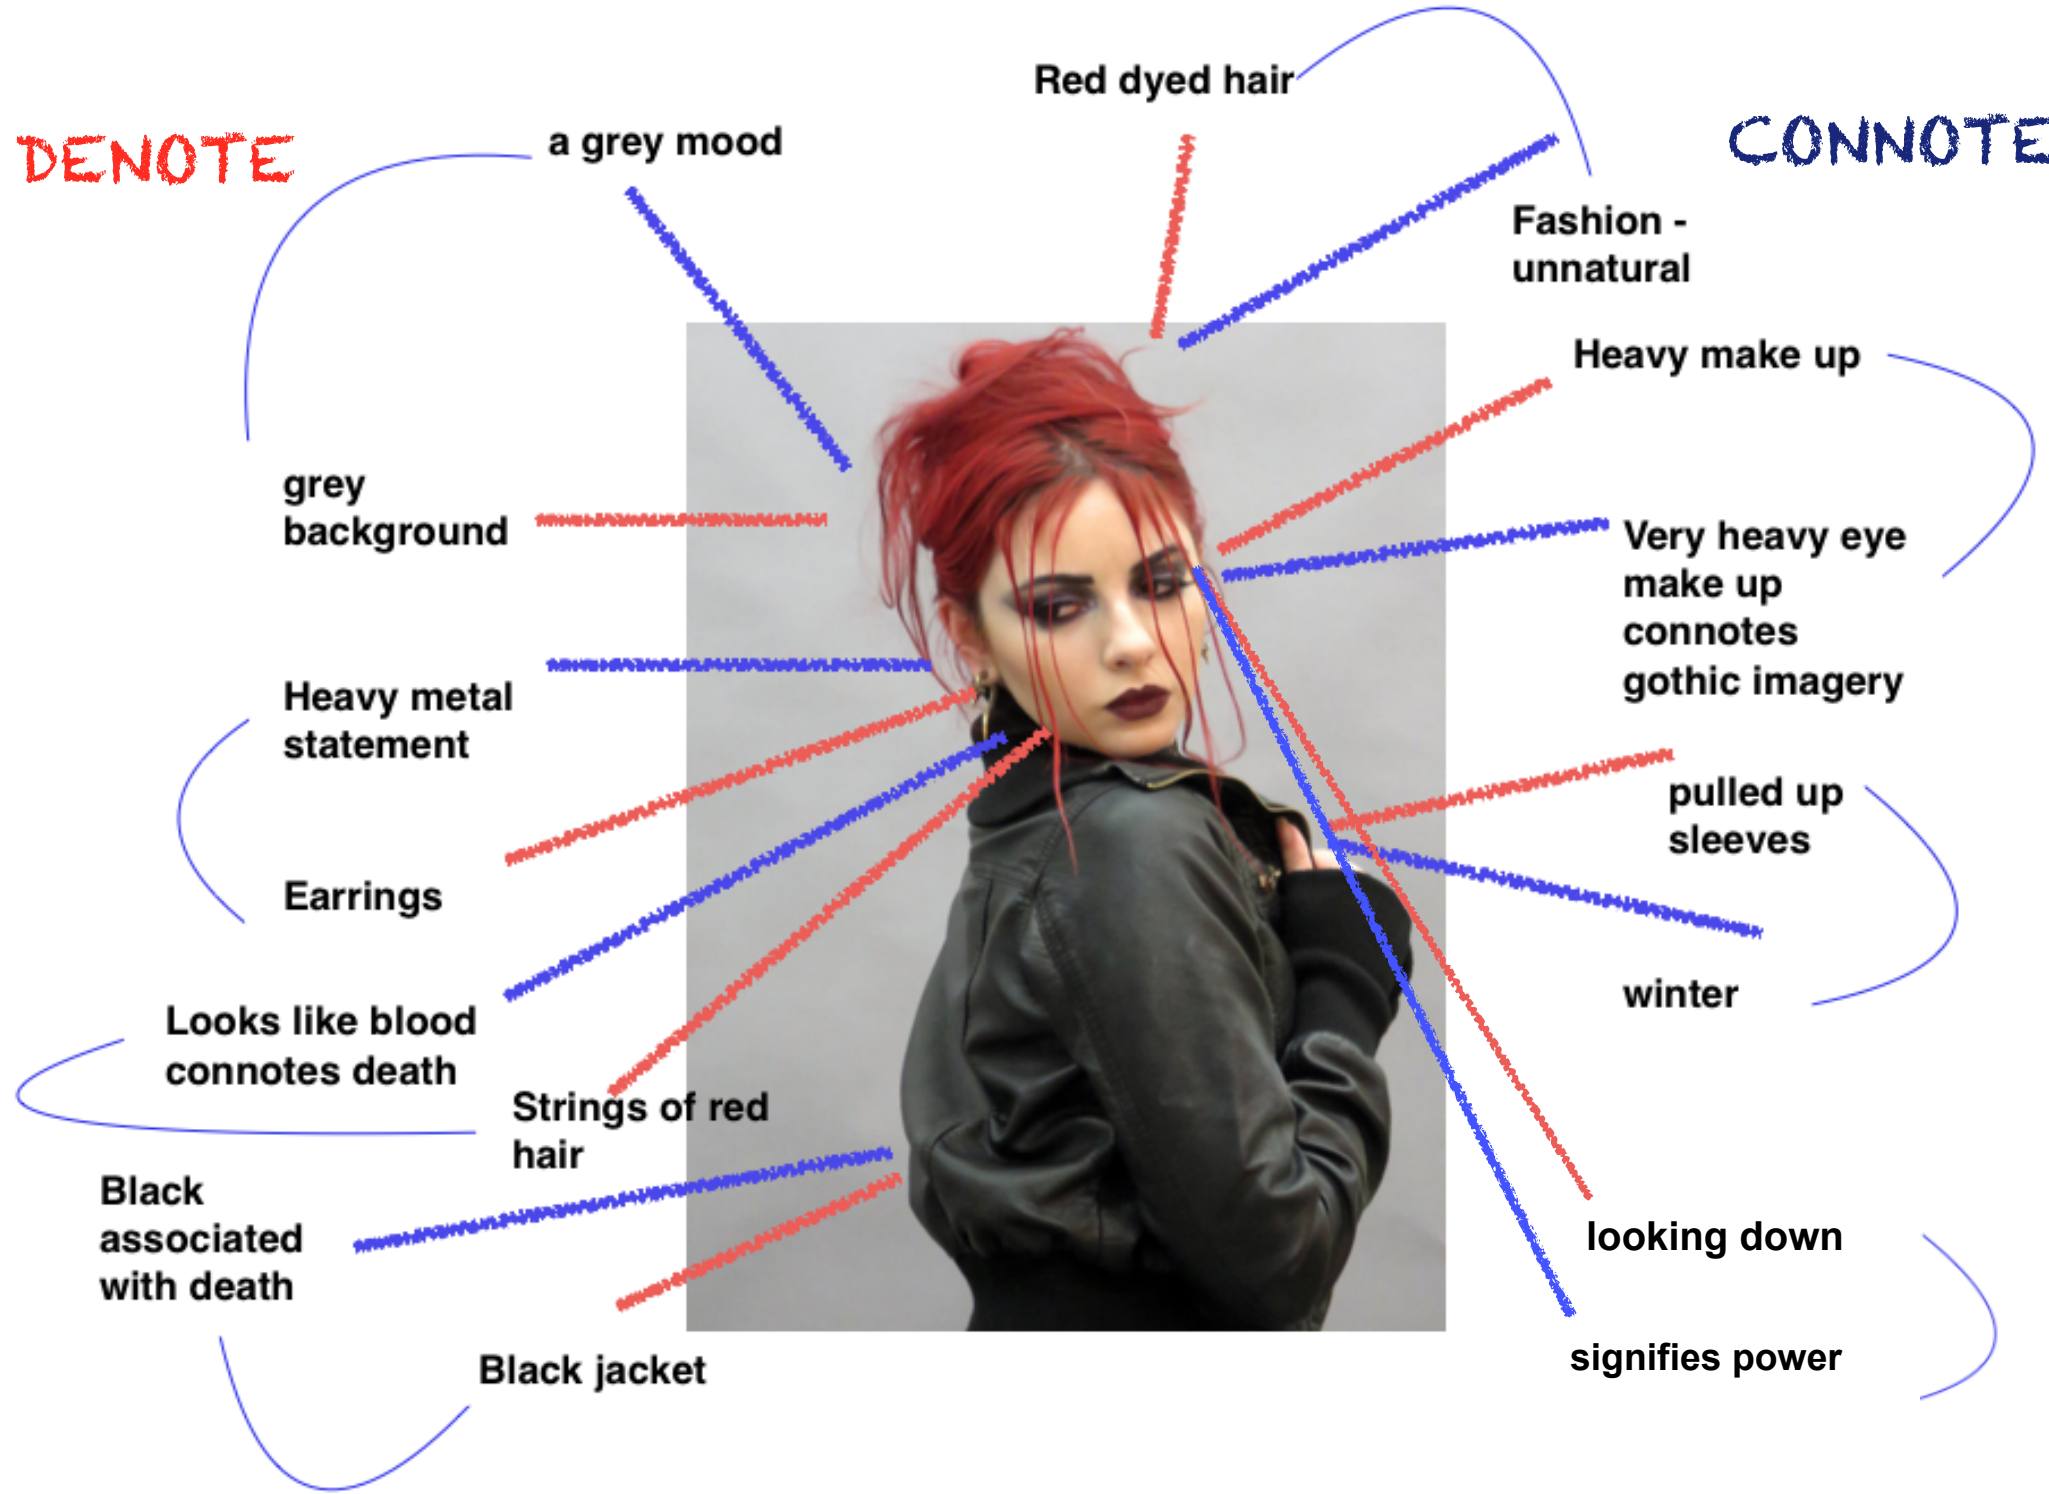 DENOTE
a grey mood
Red dyed hair
CONNOTE
Fashion -
unnatural
Heavy make up
grey
background
Very heavy eye
make up
connotes
gothic imagery
Heavy metal
statement
pulled up
sleeves
Earrings
winter
Looks like blood
connotes death
Strings of red
hair
Black
associated
with death
looking down
signifies power
Black jacket